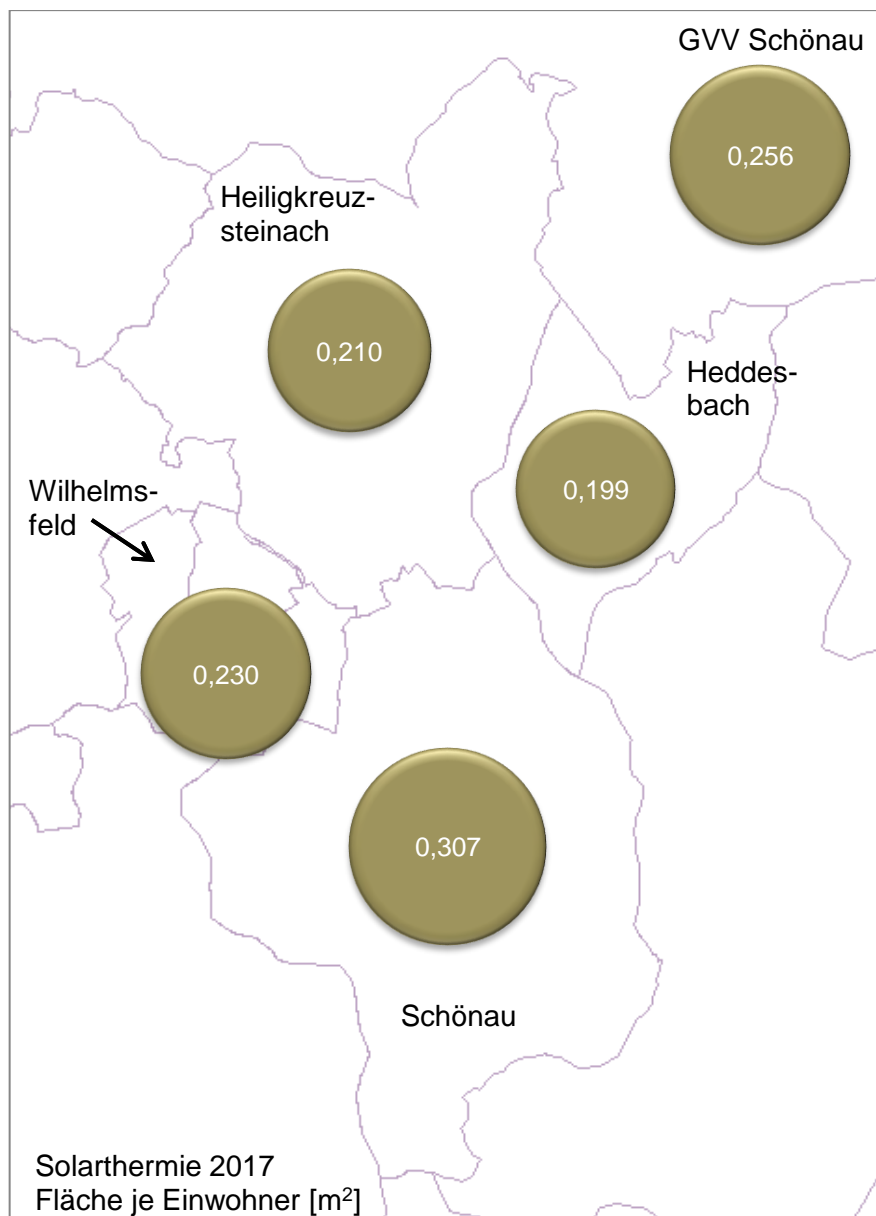 GVV Schönau
0,256
Heiligkreuz-
steinach
0,210
Heddes-
bach
0,199
Wilhelms-
feld
0,230
0,307
Schönau
Solarthermie 2017
Fläche je Einwohner [m²]